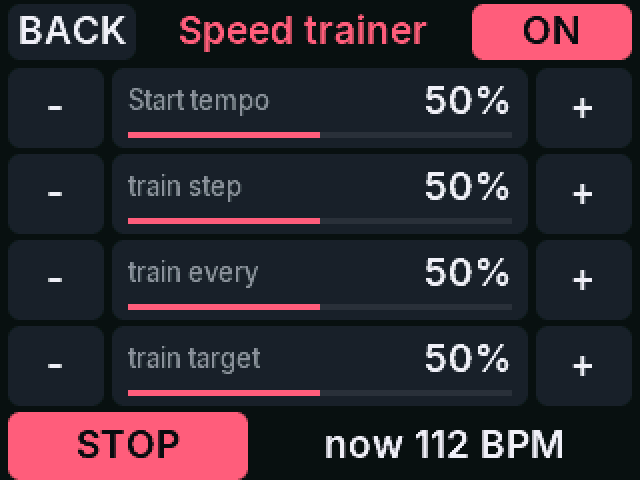 BACK Speed trainer ON
- Start tempo 50% +
- train step 50% +
- train every 50% +
- train target 50% +
STOP now 112 BPM